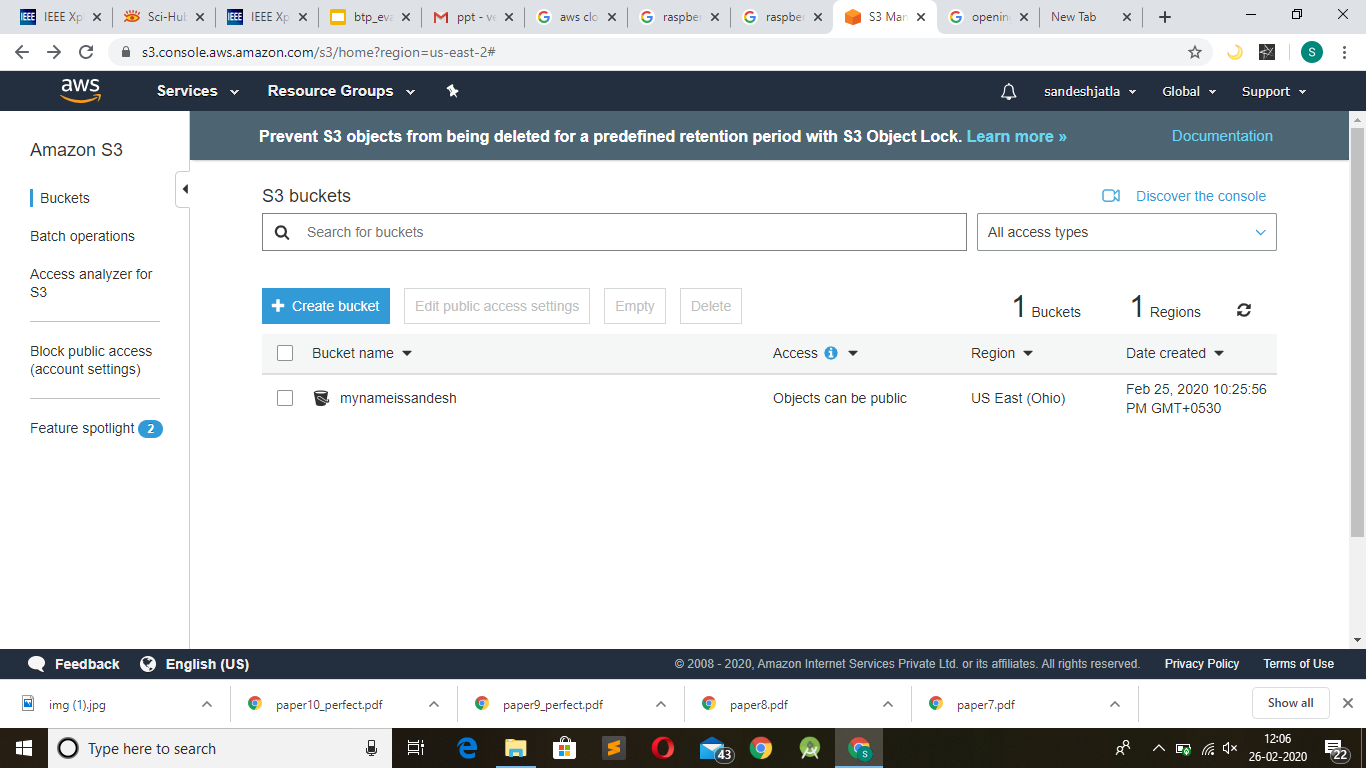 IEEE Xpl
Sci-Hub
IEEE Xpl
btp_eva
ppt - ve
aws clo
raspber
raspber
S3 Man
opening
New Tab
s3.console.aws.amazon.com/s3/home?region=us-east-2#
S
aws
Services
Resource Groups
sandeshjatla
Global
Support
Prevent S3 objects from being deleted for a predefined retention period with S3 Object Lock. Learn more »
Documentation
Amazon S3
Buckets
Batch operations
Access analyzer for
S3
Block public access
(account settings)
Feature spotlight 2
S3 buckets
Discover the console
Search for buckets
All access types
+ Create bucket
Edit public access settings
Empty
Delete
1 Buckets
1 Regions
Bucket name
Access
Region
Date created
mynameissandesh
Objects can be public
US East (Ohio)
Feb 25, 2020 10:25:56
PM GMT+0530
Feedback
English (US)
© 2008 - 2020, Amazon Internet Services Private Ltd. or its affiliates. All rights reserved.
Privacy Policy
Terms of Use
img (1).jpg
paper10_perfect.pdf
paper9_perfect.pdf
paper8.pdf
paper7.pdf
Show all
Type here to search
43
S
12:06
26-02-2020
22